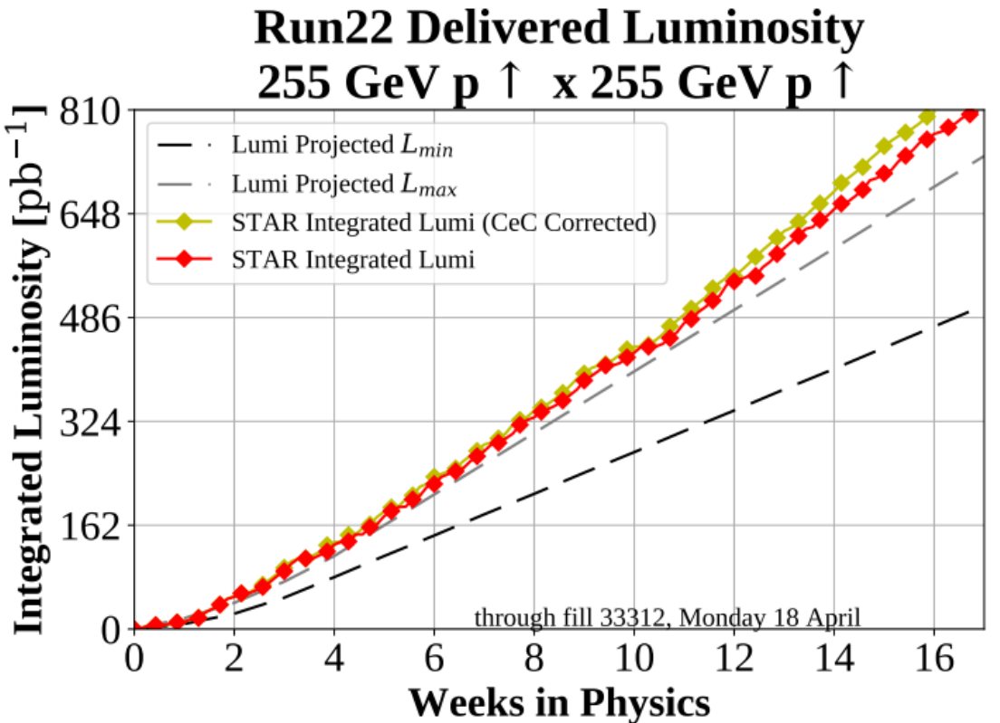 Run22 Delivered Luminosity
255 GeV p ↑ x 255 GeV p ↑
Integrated Luminosity [pb⁻¹]
810
648
486
324
162
0
Lumi Projected L_min
Lumi Projected L_max
STAR Integrated Lumi (CeC Corrected)
STAR Integrated Lumi
through fill 33312, Monday 18 April
0 2 4 6 8 10 12 14 16
Weeks in Physics